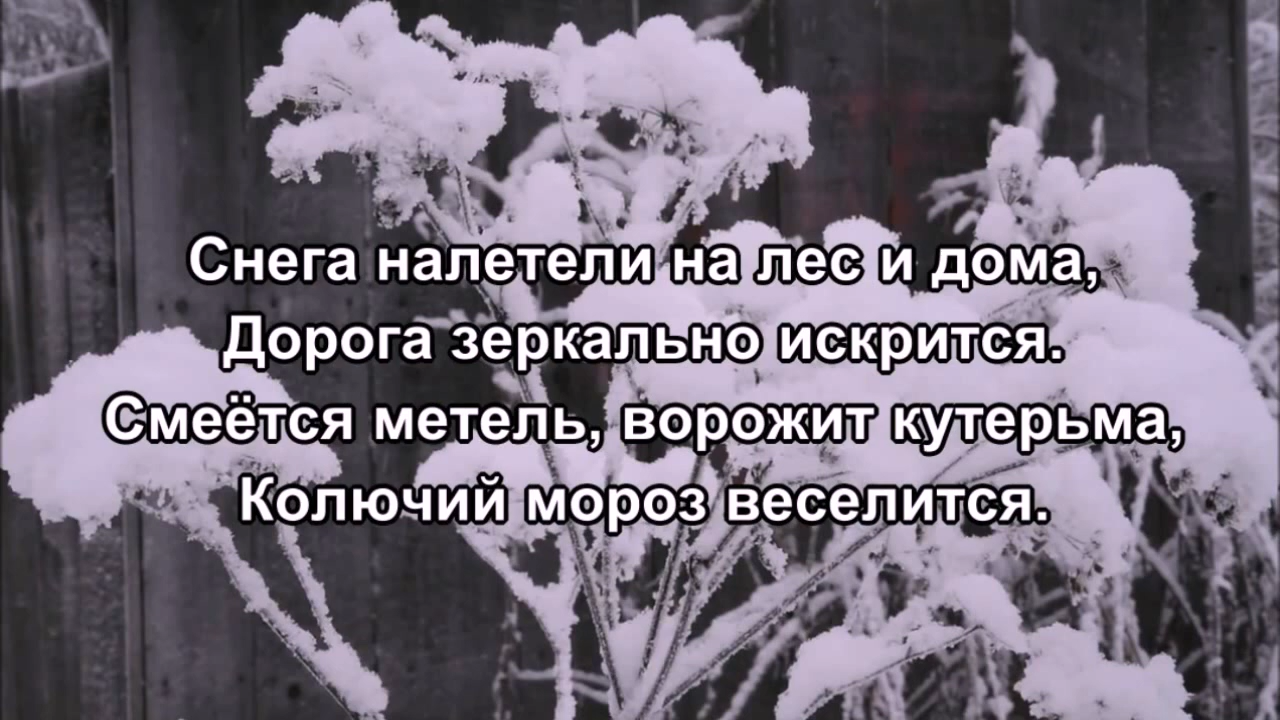 Снега налетели на лес и дома,
Дорога зеркально искрится.
Смеётся метель, ворожит кутерьма,
Колючий мороз веселится.